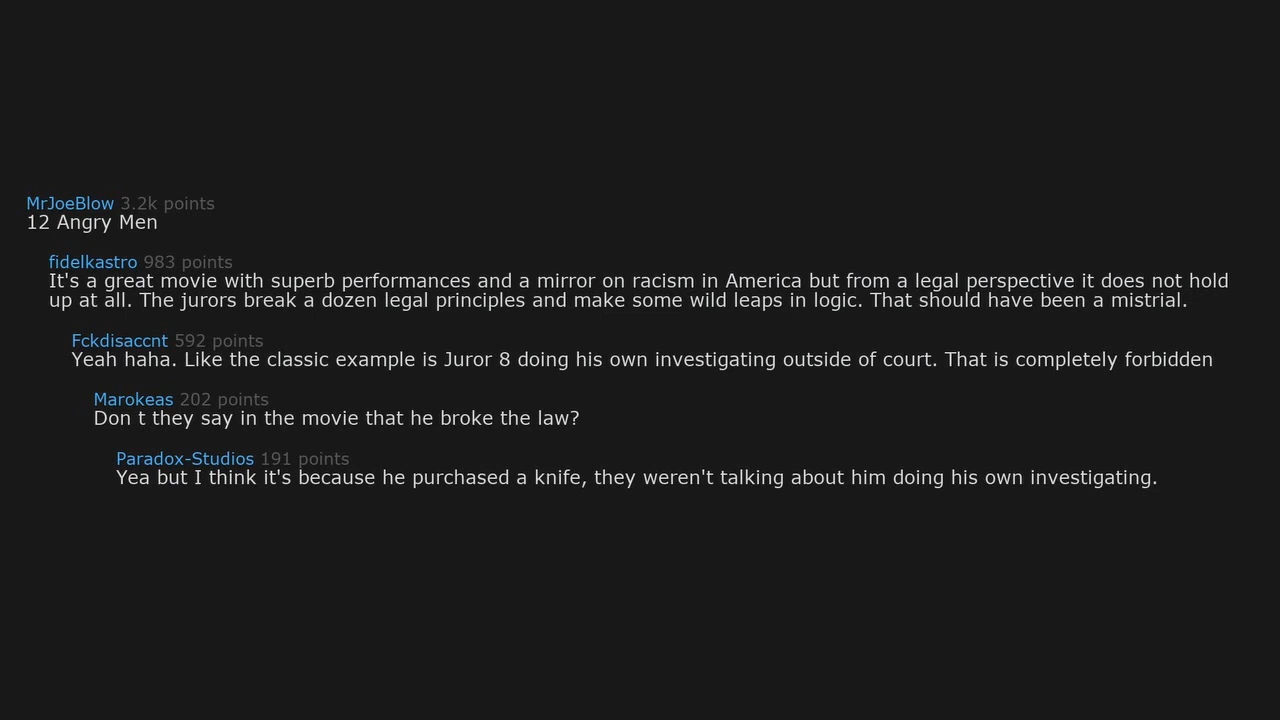 MrJoeBlow 3.2k points
12 Angry Men
fidelkastro 983 points
It's a great movie with superb performances and a mirror on racism in America but from a legal perspective it does not hold
up at all. The jurors break a dozen legal principles and make some wild leaps in logic. That should have been a mistrial.
Fckdisaccnt 592 points
Yeah haha. Like the classic example is Juror 8 doing his own investigating outside of court. That is completely forbidden
Marokeas 202 points
Don t they say in the movie that he broke the law?
Paradox-Studios 191 points
Yea but I think it's because he purchased a knife, they weren't talking about him doing his own investigating.